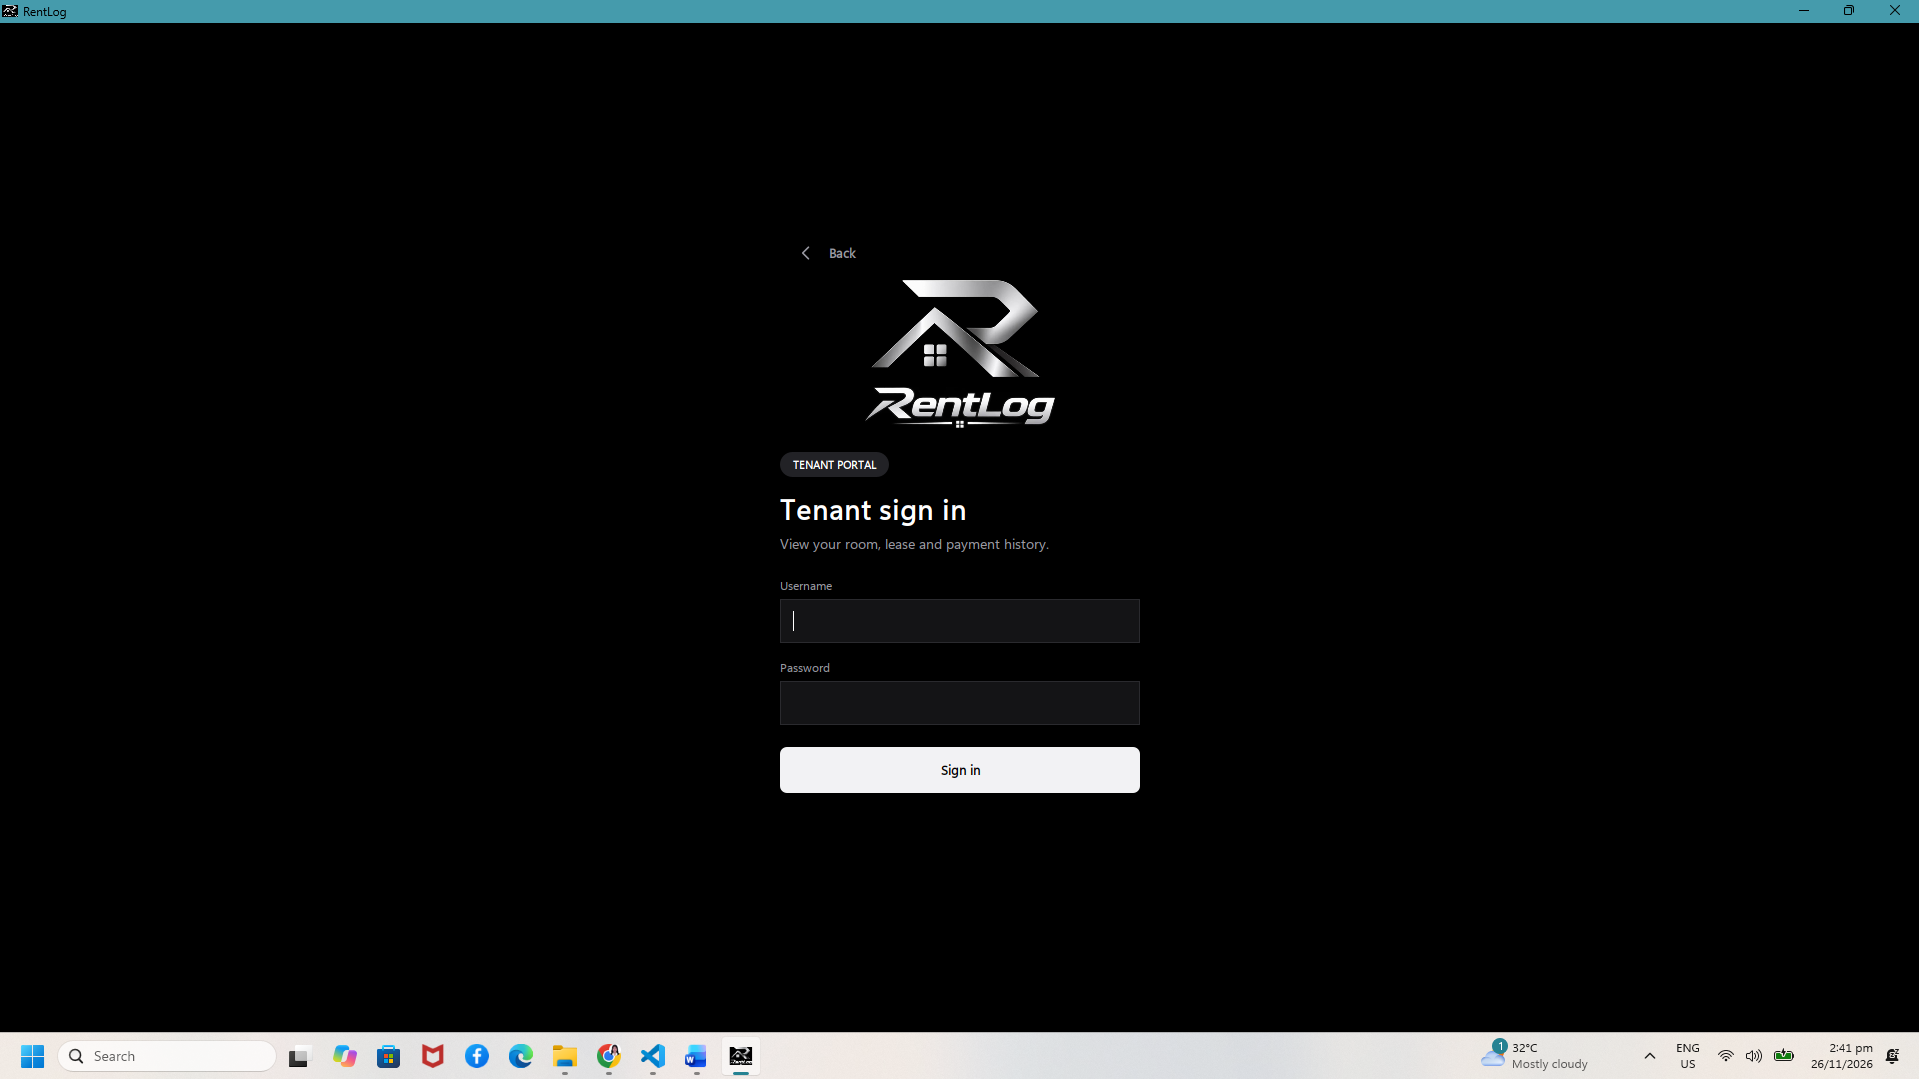 RentLog
Back
RentLog
TENANT PORTAL
Tenant sign in
View your room, lease and payment history.
Username
Password
Sign in
Search
1
32°C
Mostly cloudy
ENG
US
2:41 pm
26/11/2026